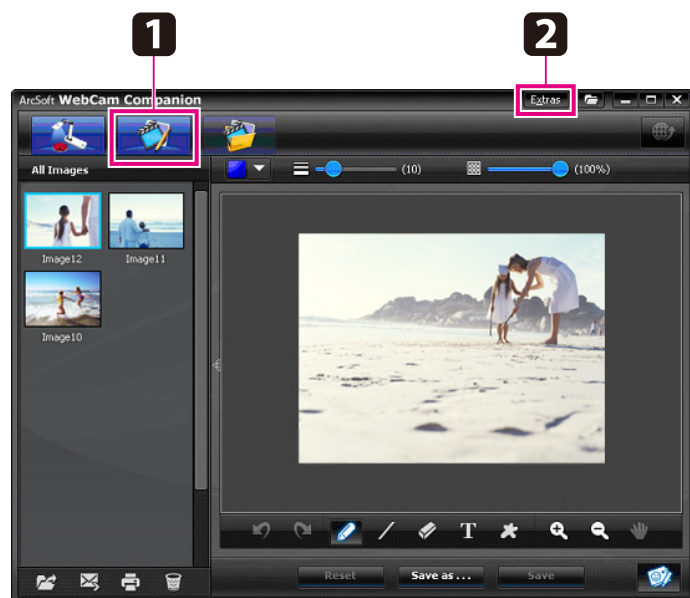 1 2
ArcSoft WebCam Companion Extras
All Images (10) (100%)
Image12 Image11
Image10
T
Reset Save as ... Save